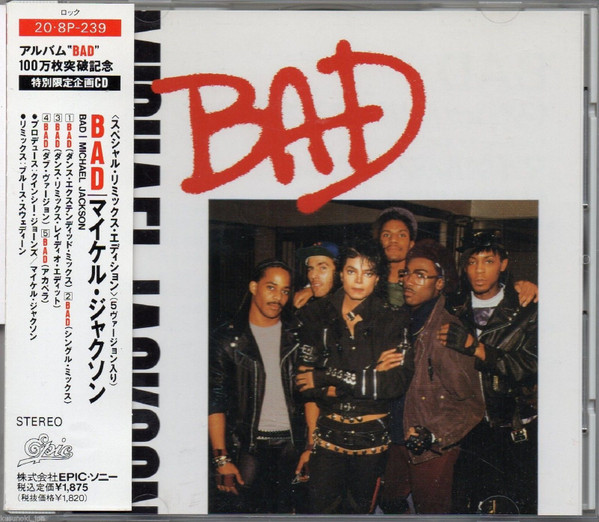 ロック
20・8P-239
アルバム"BAD"
100万枚突破記念
特別限定企画CD
BAD マイケル・ジャクソン
〈スペシャル・リミックス・エディション〉(5ヴァージョン入り)
BAD / MICHAEL JACKSON
1 BAD (ダンス・エクステンディッド・ミックス) 2 BAD (シングル・ミックス)
3 BAD (ダンス・リミックス・レイディオ・エディット)
4 BAD (ダブ・ヴァージョン) 5 BAD (アカペラ)
●プロデュース:クインシー・ジョーンズ/マイケル・ジャクソン
●リミックス:ブルース・スウェディーン
STEREO
Epic
株式会社EPIC・ソニー
税込定価¥1,875
(税抜価格¥1,820)
MICHAEL JACKSON
BAD